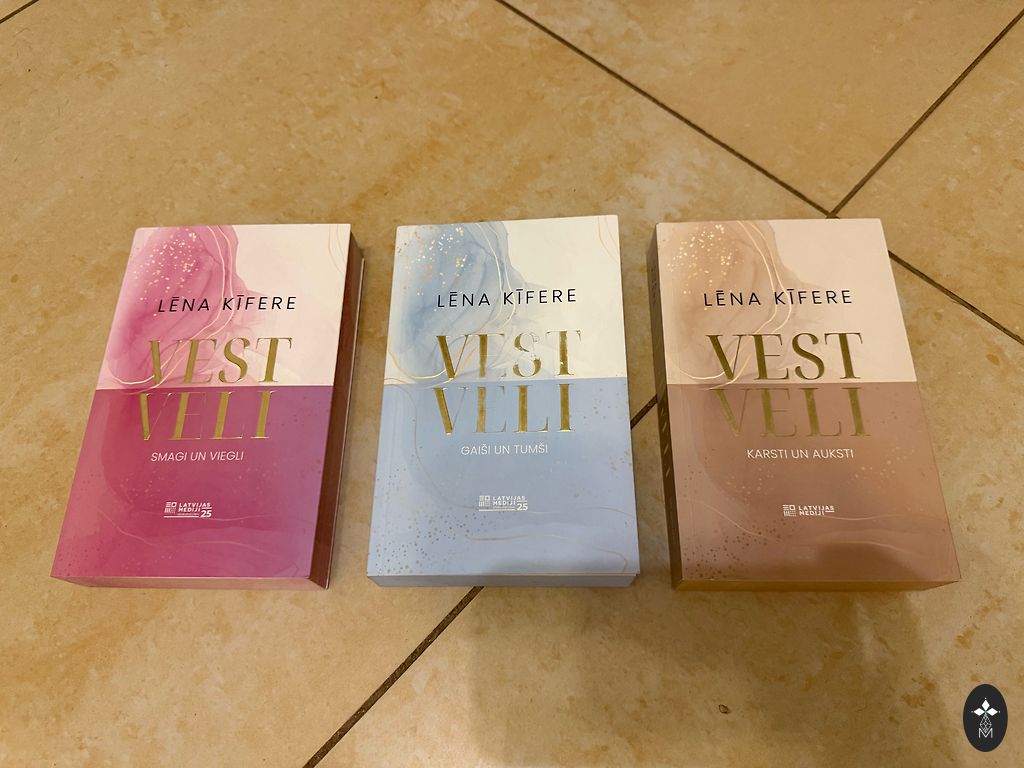 LĒNA KĪFERE
VEST
VELI
SMAGI UN VIEGLI
LATVIJAS
MEDIJI
25
LĒNA KĪFERE
VEST
VELI
GAIŠI UN TUMŠI
LATVIJAS
MEDIJI
25
LĒNA KĪFERE
VEST
VELI
KARSTI UN AUKSTI
LATVIJAS
MEDIJI
M